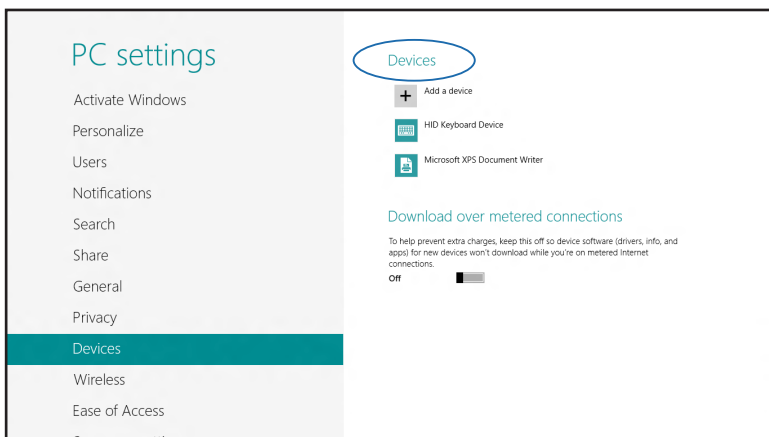 PC settings
Activate Windows
Personalize
Users
Notifications
Search
Share
General
Privacy
Devices
Wireless
Ease of Access
Devices
Add a device
HID Keyboard Device
Microsoft XPS Document Writer
Download over metered connections
To help prevent extra charges, keep this off so device software (drivers, info, and
apps) for new devices won't download while you're on metered Internet
connections.
Off